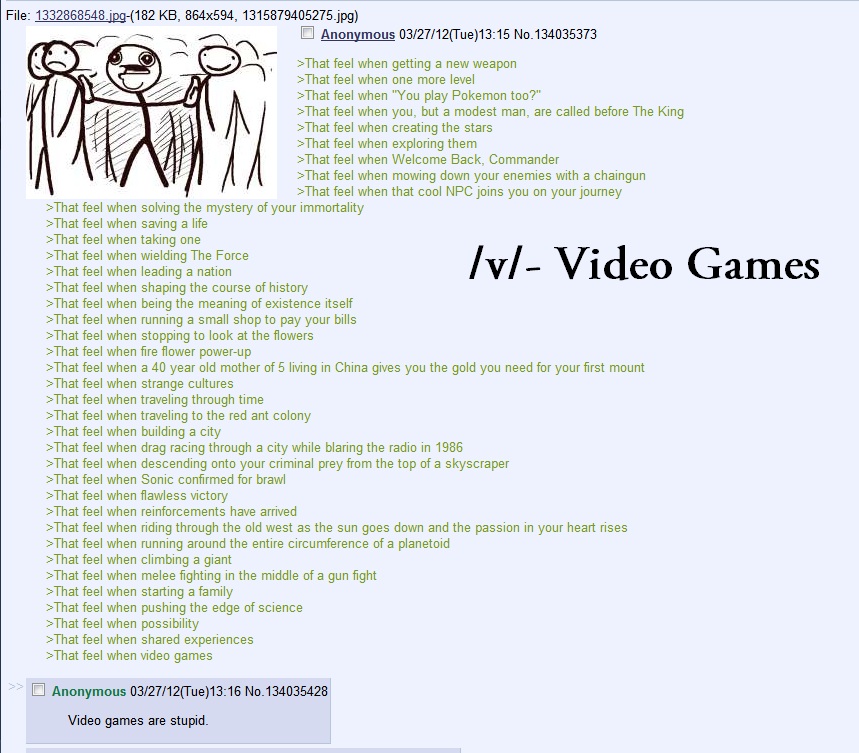 File: 1332868548.jpg-(182 KB, 864x594, 1315879405275.jpg)
Anonymous 03/27/12(Tue)13:15 No.134035373
>That feel when getting a new weapon
>That feel when one more level
>That feel when "You play Pokemon too?"
>That feel when you, but a modest man, are called before The King
>That feel when creating the stars
>That feel when exploring them
>That feel when Welcome Back, Commander
>That feel when mowing down your enemies with a chaingun
>That feel when that cool NPC joins you on your journey
>That feel when solving the mystery of your immortality
>That feel when saving a life
>That feel when taking one
>That feel when wielding The Force
>That feel when leading a nation
>That feel when shaping the course of history
>That feel when being the meaning of existence itself
>That feel when running a small shop to pay your bills
>That feel when stopping to look at the flowers
>That feel when fire flower power-up
>That feel when a 40 year old mother of 5 living in China gives you the gold you need for your first mount
>That feel when strange cultures
>That feel when traveling through time
>That feel when traveling to the red ant colony
>That feel when building a city
>That feel when drag racing through a city while blaring the radio in 1986
>That feel when descending onto your criminal prey from the top of a skyscraper
>That feel when Sonic confirmed for brawl
>That feel when flawless victory
>That feel when reinforcements have arrived
>That feel when riding through the old west as the sun goes down and the passion in your heart rises
>That feel when running around the entire circumference of a planetoid
>That feel when climbing a giant
>That feel when melee fighting in the middle of a gun fight
>That feel when starting a family
>That feel when pushing the edge of science
>That feel when possibility
>That feel when shared experiences
>That feel when video games
/v/- Video Games
>> Anonymous 03/27/12(Tue)13:16 No.134035428
Video games are stupid.